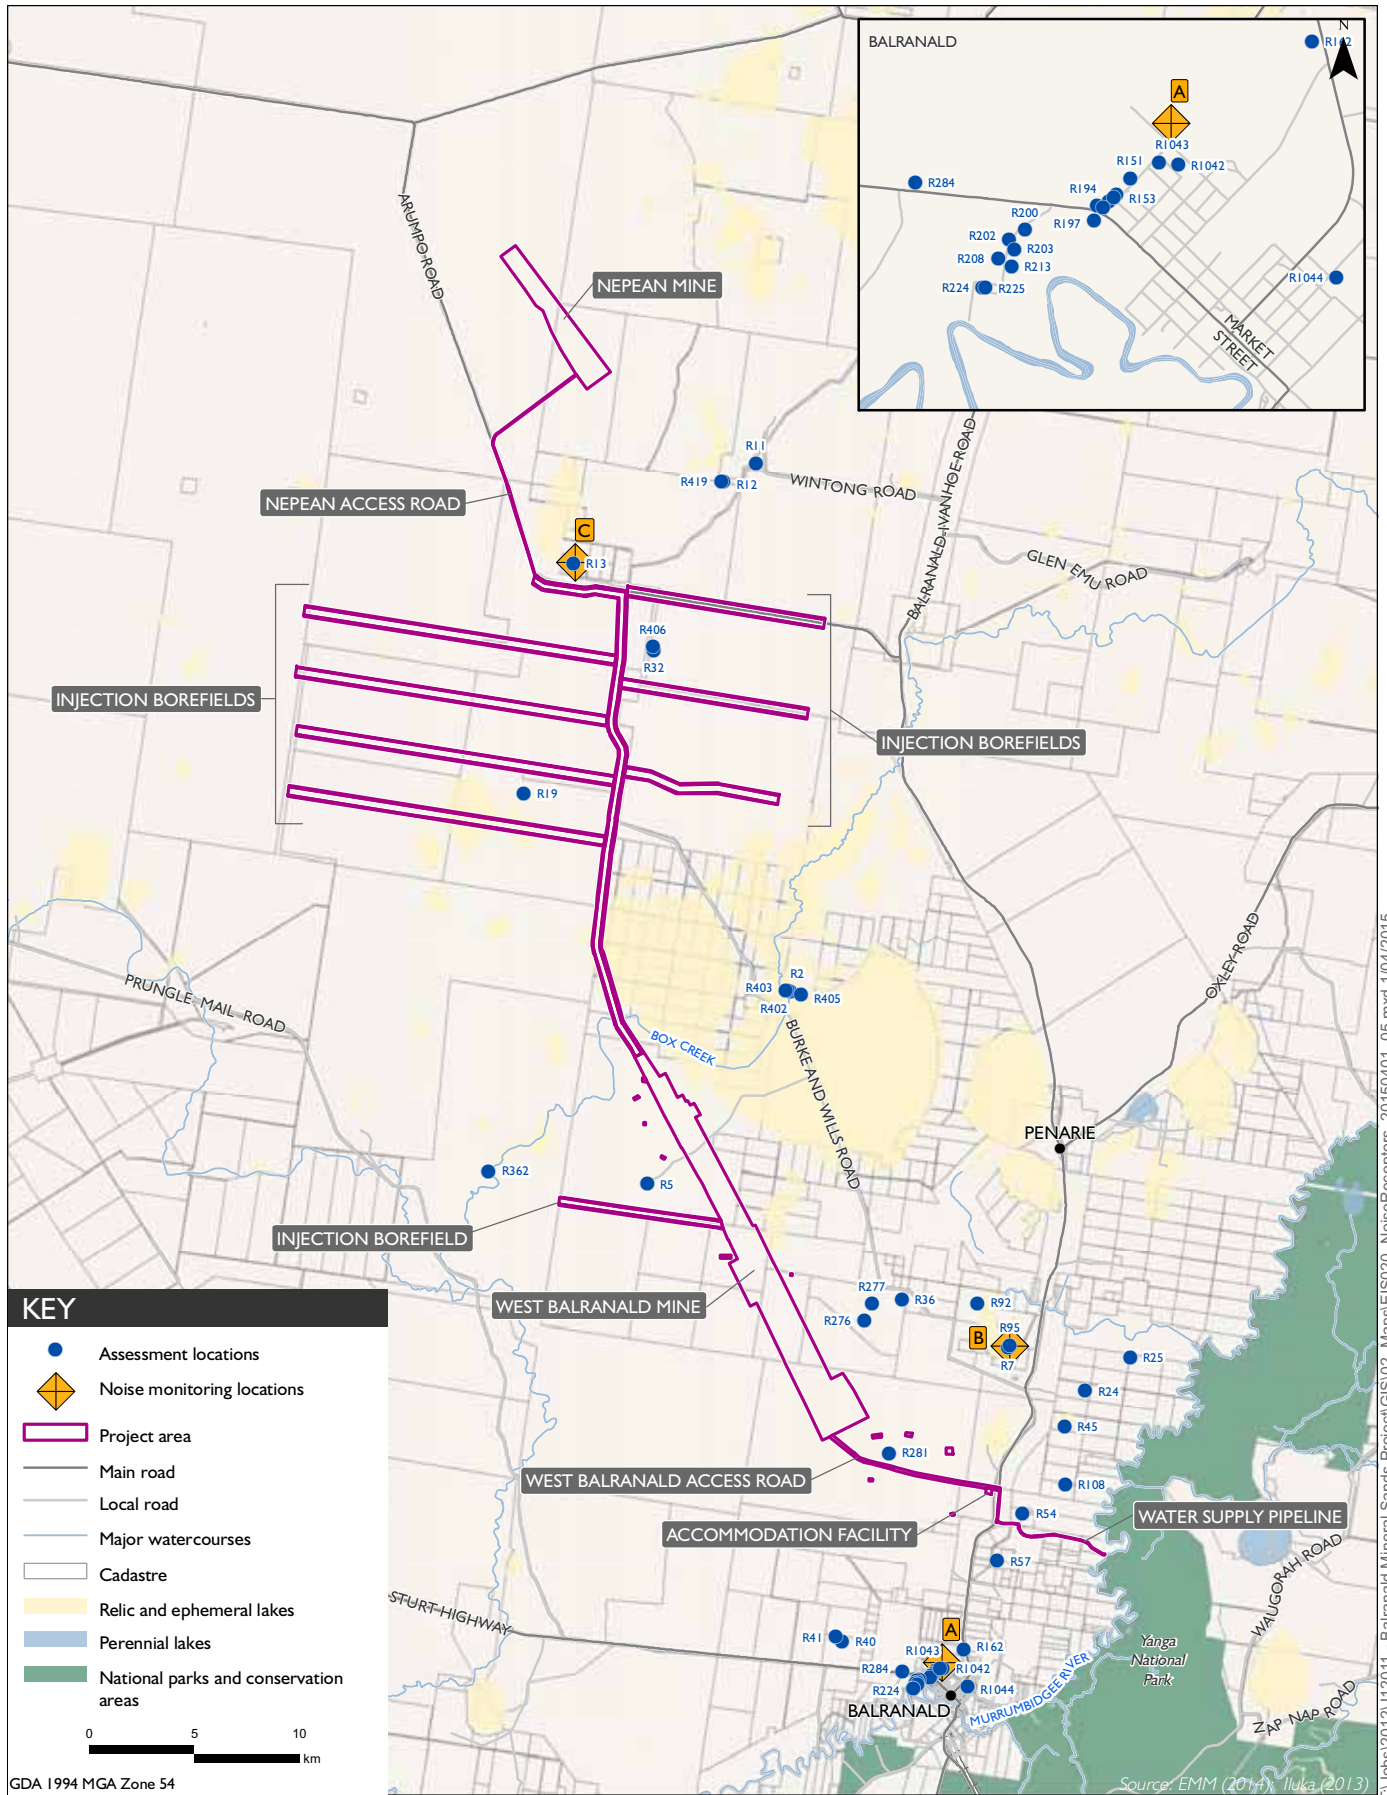 BALRANALD
N
R162
A
R1043
R151
R1042
R284
R194
R153
R200
R197
R202
R203
R208
R213
R224
R225
R1044
MARKET
STREET
ARUMPO ROAD
NEPEAN MINE
R11
R419
R12
WINTONG ROAD
BALRANALD-IVANHOE ROAD
NEPEAN ACCESS ROAD
C
R13
GLEN EMU ROAD
R406
R32
INJECTION BOREFIELDS
INJECTION BOREFIELDS
R19
OXLEY ROAD
PRUNGLE MAIL ROAD
R2
R403
R405
R402
BOX CREEK
BURKE AND WILLS ROAD
PENARIE
R362
R5
INJECTION BOREFIELD
WEST BALRANALD MINE
R277
R36
R92
R276
B
R95
R7
R25
R24
R45
R281
WEST BALRANALD ACCESS ROAD
R108
R54
WATER SUPPLY PIPELINE
ACCOMMODATION FACILITY
R57
WAUGORAH ROAD
STURT HIGHWAY
A
R41
R40
R1043
R162
R284
R1042
R224
R1044
BALRANALD
MURRUMBIDGEE RIVER
Yanga
National
Park
ZAP NAP ROAD
KEY
Assessment locations
Noise monitoring locations
Project area
Main road
Local road
Major watercourses
Cadastre
Relic and ephemeral lakes
Perennial lakes
National parks and conservation
areas
0 5 10
km
GDA 1994 MGA Zone 54
Source: EMM (2014); Iluka (2013)